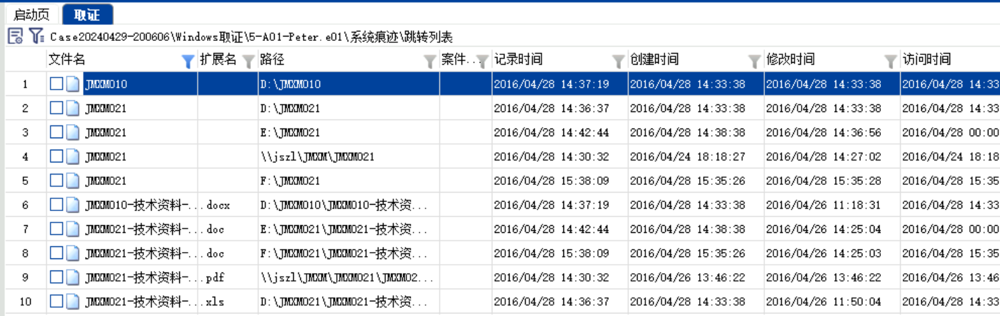 启动页 取证
Case20240429-200606\Windows取证\5-A01-Peter.e01\系统痕迹\跳转列表
文件名 扩展名 路径 案件... 记录时间 创建时间 修改时间 访问时间
1 JMXM010 D:\JMXM010 2016/04/28 14:37:19 2016/04/28 14:33:38 2016/04/28 14:33:38 2016/04/28 14:33
2 JMXM021 D:\JMXM021 2016/04/28 14:36:37 2016/04/28 14:33:38 2016/04/28 14:33:38 2016/04/28 14:33
3 JMXM021 E:\JMXM021 2016/04/28 14:42:44 2016/04/28 14:38:38 2016/04/28 14:36:56 2016/04/28 00:00
4 JMXM021 \\jszl\JMXM\JMXM021 2016/04/28 14:30:32 2016/04/24 18:18:27 2016/04/28 14:27:02 2016/04/24 18:18
5 JMXM021 F:\JMXM021 2016/04/28 15:38:09 2016/04/28 15:35:26 2016/04/28 15:35:28 2016/04/28 15:35
6 JMXM010-技术资料-... docx D:\JMXM010\JMXM010-技术资... 2016/04/28 14:37:19 2016/04/28 14:33:38 2016/04/26 11:18:31 2016/04/28 14:33
7 JMXM021-技术资料-... doc E:\JMXM021\JMXM021-技术资... 2016/04/28 14:42:44 2016/04/28 14:38:38 2016/04/26 14:25:04 2016/04/28 00:00
8 JMXM021-技术资料-... doc F:\JMXM021\JMXM021-技术资... 2016/04/28 15:38:09 2016/04/28 15:35:26 2016/04/26 14:25:03 2016/04/28 15:35
9 JMXM021-技术资料-... pdf \\jszl\JMXM\JMXM021\JMXM02... 2016/04/28 14:30:32 2016/04/26 13:46:22 2016/04/26 13:46:22 2016/04/26 13:46
10 JMXM021-技术资料-... xls D:\JMXM021\JMXM021-技术资... 2016/04/28 14:36:37 2016/04/28 14:33:38 2016/04/26 11:50:04 2016/04/28 14:33